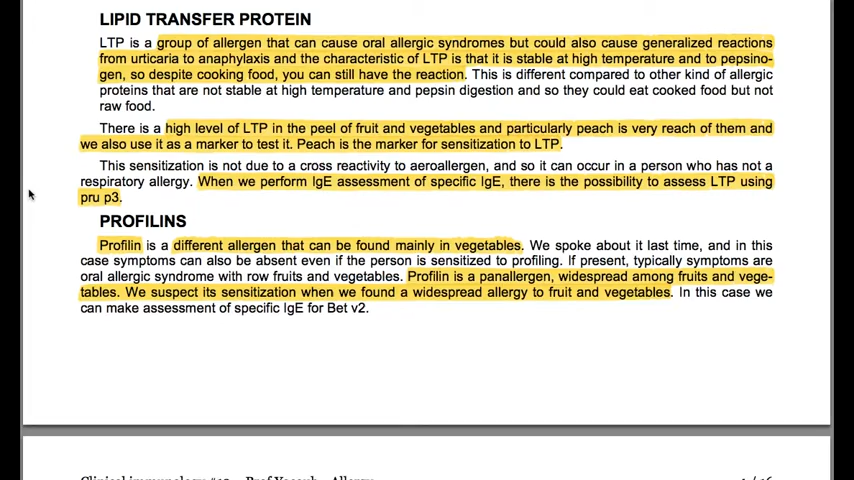 LIPID TRANSFER PROTEIN
LTP is a group of allergen that can cause oral allergic syndromes but could also cause generalized reactions
from urticaria to anaphylaxis and the characteristic of LTP is that it is stable at high temperature and to pepsino-
gen, so despite cooking food, you can still have the reaction. This is different compared to other kind of allergic
proteins that are not stable at high temperature and pepsin digestion and so they could eat cooked food but not
raw food.
There is a high level of LTP in the peel of fruit and vegetables and particularly peach is very reach of them and
we also use it as a marker to test it. Peach is the marker for sensitization to LTP.
This sensitization is not due to a cross reactivity to aeroallergen, and so it can occur in a person who has not a
respiratory allergy. When we perform IgE assessment of specific IgE, there is the possibility to assess LTP using
pru p3.
PROFILINS
Profilin is a different allergen that can be found mainly in vegetables. We spoke about it last time, and in this
case symptoms can also be absent even if the person is sensitized to profiling. If present, typically symptoms are
oral allergic syndrome with row fruits and vegetables. Profilin is a panallergen, widespread among fruits and vege-
tables. We suspect its sensitization when we found a widespread allergy to fruit and vegetables. In this case we
can make assessment of specific IgE for Bet v2.